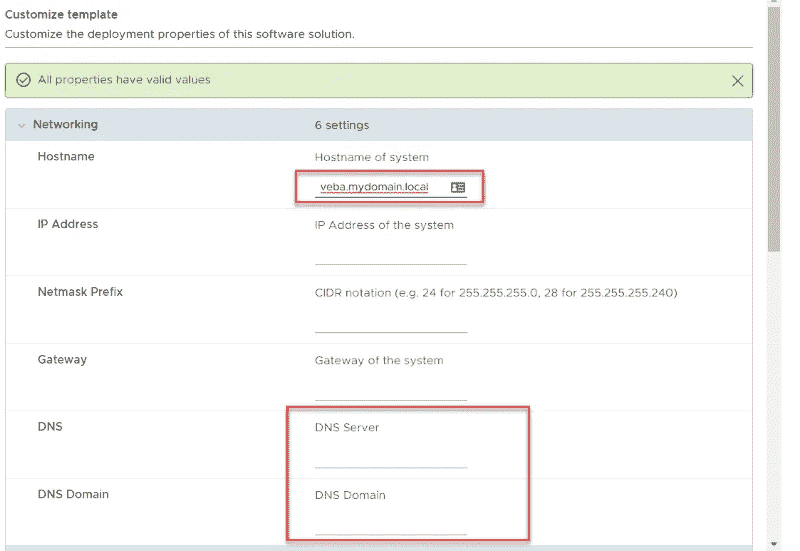 Customize template
Customize the deployment properties of this software solution.
All properties have valid values
Networking 6 settings
Hostname Hostname of system
veba.mydomain.local
IP Address IP Address of the system
Netmask Prefix CIDR notation (e.g. 24 for 255.255.255.0, 28 for 255.255.255.240)
Gateway Gateway of the system
DNS DNS Server
DNS Domain DNS Domain